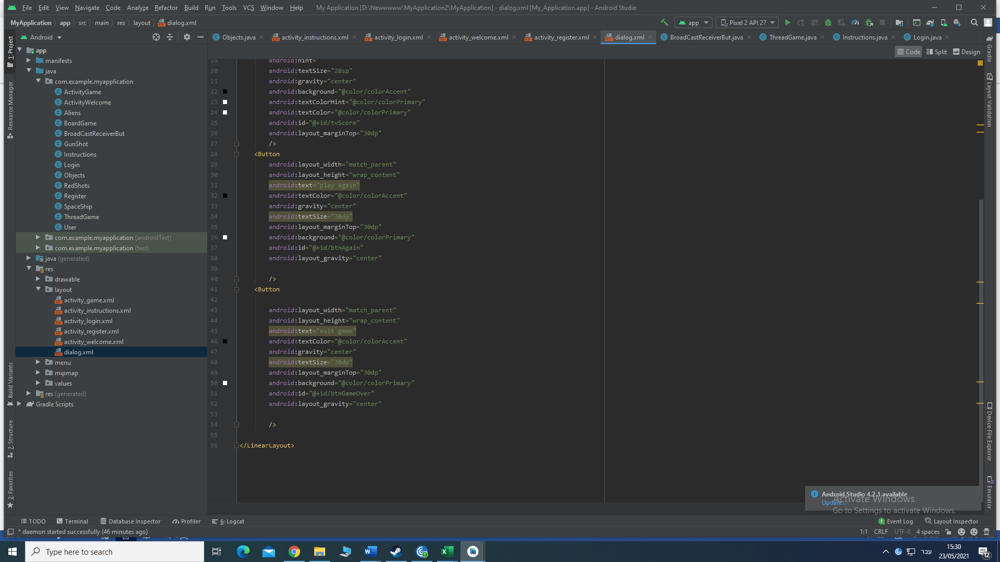 File Edit View Navigate Code Analyze Refactor Build Run Tools VCS Window Help My Application [D:\Newwwww\MyApplication2\MyApplication] - dialog.xml [My_Application.app] - Android Studio
MyApplication app src main res layout dialog.xml app Pixel 2 API 27
Android Objects.java activity_instructions.xml activity_login.xml activity_welcome.xml activity_register.xml dialog.xml BroadCastReceiverBut.java ThreadGame.java Instructions.java Login.java
Code Split Design
1: Project
Resource Manager
Build Variants
7: Structure
2: Favorites
app
manifests
java
com.example.myapplication
ActivityGame
ActivityWelcome
Aliens
BoardGame
BroadCastReceiverBut
GunShot
Instructions
Login
Objects
RedShots
Register
SpaceShip
ThreadGame
User
com.example.myapplication (androidTest)
com.example.myapplication (test)
java (generated)
res
drawable
layout
activity_game.xml
activity_instructions.xml
activity_login.xml
activity_register.xml
activity_welcome.xml
dialog.xml
menu
mipmap
values
res (generated)
Gradle Scripts
19 android:hint=
20 android:textSize="28sp"
21 android:gravity="center"
22 android:background="@color/colorAccent"
23 android:textColorHint="@color/colorPrimary"
24 android:textColor="@color/colorPrimary"
25 android:id="@+id/tvScore"
26 android:layout_marginTop="30dp"
27 />
28 <Button
29 android:layout_width="match_parent"
30 android:layout_height="wrap_content"
31 android:text="play again"
32 android:textColor="@color/colorAccent"
33 android:gravity="center"
34 android:textSize="30dp"
35 android:layout_marginTop="30dp"
36 android:background="@color/colorPrimary"
37 android:id="@+id/btnAgain"
38 android:layout_gravity="center"
39
40 />
41 <Button
42
43 android:layout_width="match_parent"
44 android:layout_height="wrap_content"
45 android:text="exit game"
46 android:textColor="@color/colorAccent"
47 android:gravity="center"
48 android:textSize="30dp"
49 android:layout_marginTop="30dp"
50 android:background="@color/colorPrimary"
51 android:id="@+id/btnGameOver"
52 android:layout_gravity="center"
53
54 />
55
56 </LinearLayout>
Gradle
Layout Validation
Device File Explorer
Emulator
Android Studio 4.2.1 available
Update...
Activate Windows
Go to Settings to activate Windows.
TODO Terminal Database Inspector Profiler 6: Logcat 1 Event Log Layout Inspector
* daemon started successfully (46 minutes ago) 1:1 CRLF UTF-8 4 spaces
Type here to search
עבר
15:30
23/05/2021
12